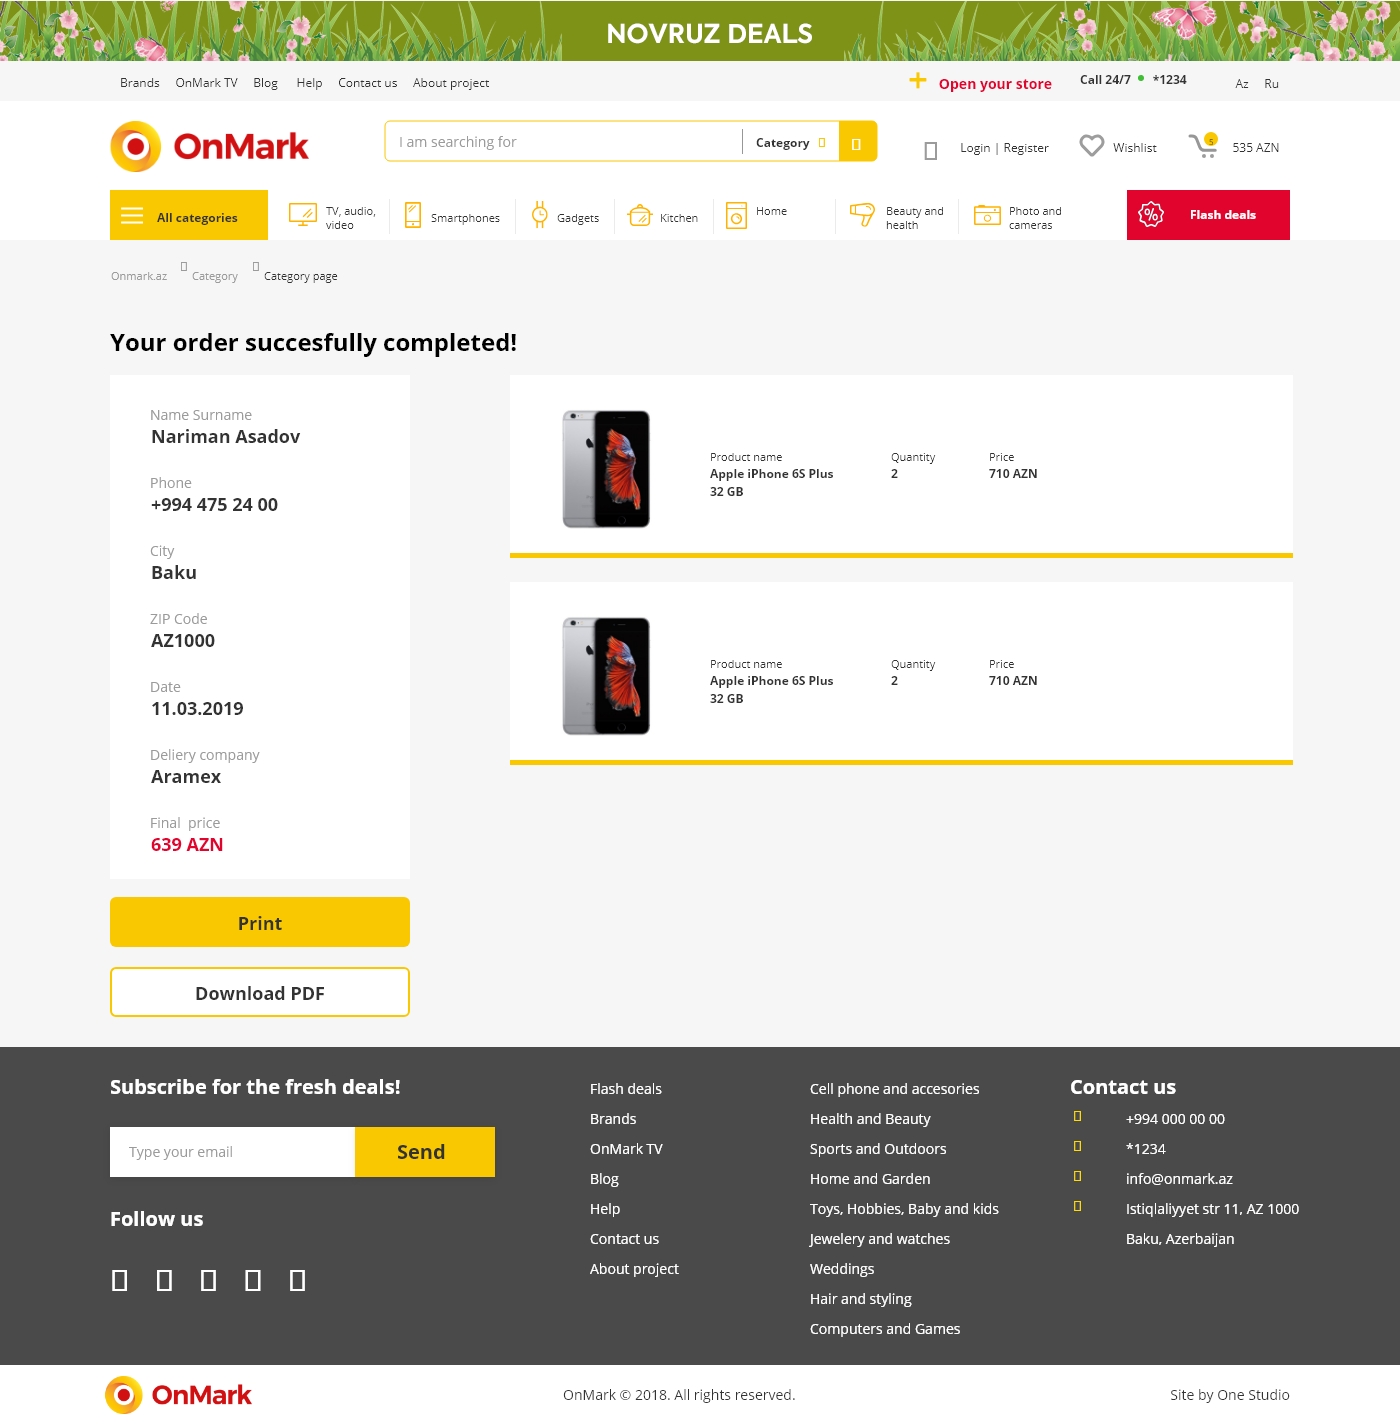 NOVRUZ DEALS
Brands OnMark TV Blog Help Contact us About project
Open your store Call 24/7 *1234 Az Ru
OnMark
I am searching for Category
Login | Register Wishlist 5 535 AZN
All categories
TV, audio,
video
Smartphones
Gadgets
Kitchen
Home
Beauty and
health
Photo and
cameras
Flash deals
Onmark.az Category Category page
Your order succesfully completed!
Name Surname
Nariman Asadov
Phone
+994 475 24 00
City
Baku
ZIP Code
AZ1000
Date
11.03.2019
Deliery company
Aramex
Final price
639 AZN
Print
Download PDF
Product name Quantity Price
Apple iPhone 6S Plus 2 710 AZN
32 GB
Product name Quantity Price
Apple iPhone 6S Plus 2 710 AZN
32 GB
Subscribe for the fresh deals!
Type your email Send
Follow us
Flash deals
Brands
OnMark TV
Blog
Help
Contact us
About project
Cell phone and accesories
Health and Beauty
Sports and Outdoors
Home and Garden
Toys, Hobbies, Baby and kids
Jewelery and watches
Weddings
Hair and styling
Computers and Games
Contact us
+994 000 00 00
*1234
info@onmark.az
Istiqlaliyyet str 11, AZ 1000
Baku, Azerbaijan
OnMark
OnMark © 2018. All rights reserved.
Site by One Studio